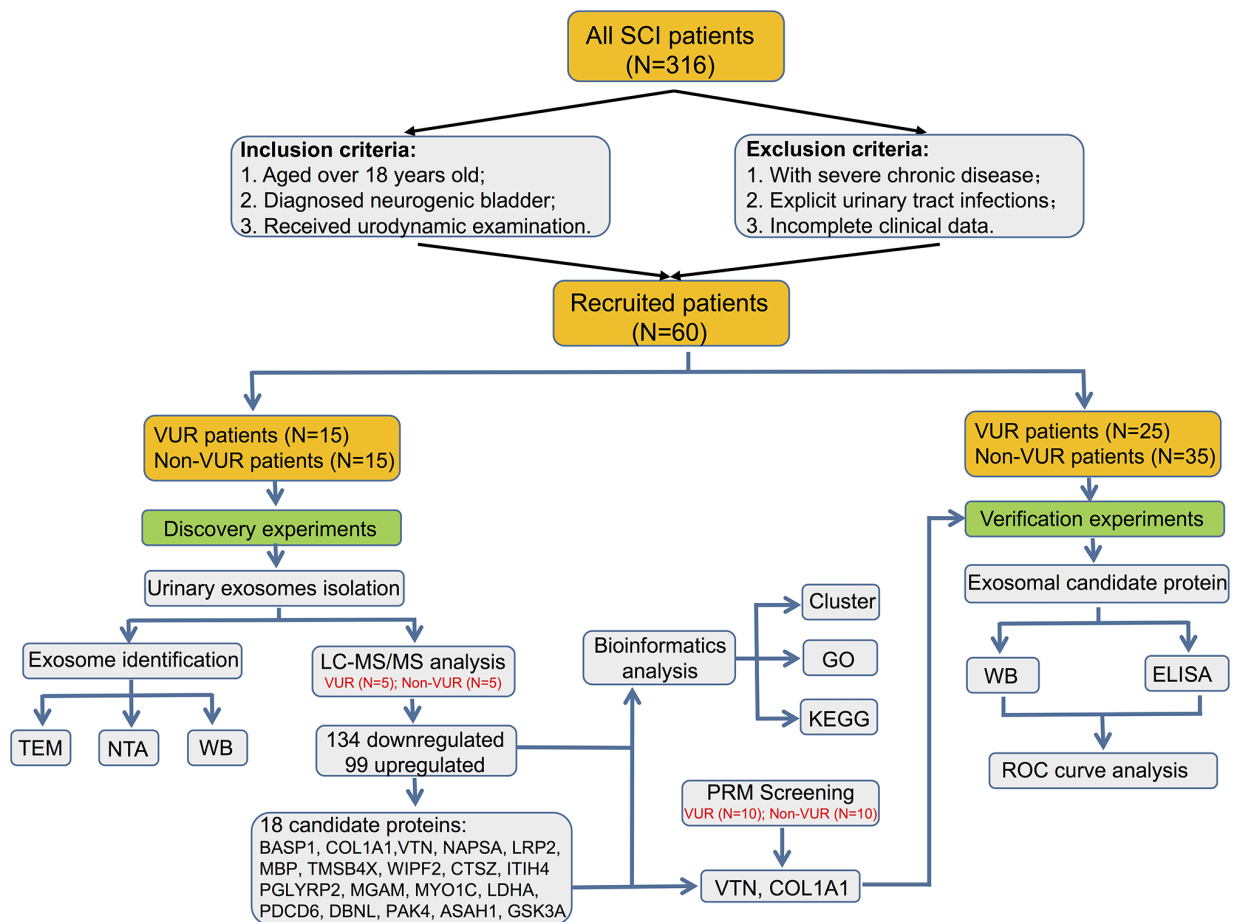 All SCI patients
(N=316)
Inclusion criteria:
1. Aged over 18 years old;
2. Diagnosed neurogenic bladder;
3. Received urodynamic examination.
Exclusion criteria:
1. With severe chronic disease；
2. Explicit urinary tract infections；
3. Incomplete clinical data.
Recruited patients
(N=60)
VUR patients (N=15)
Non-VUR patients (N=15)
Discovery experiments
Urinary exosomes isolation
Exosome identification
TEM
NTA
WB
LC-MS/MS analysis
VUR (N=5); Non-VUR (N=5)
134 downregulated
99 upregulated
18 candidate proteins:
BASP1, COL1A1,VTN, NAPSA, LRP2,
MBP, TMSB4X, WIPF2, CTSZ, ITIH4
PGLYRP2, MGAM, MYO1C, LDHA,
PDCD6, DBNL, PAK4, ASAH1, GSK3A
Bioinformatics
analysis
Cluster
GO
KEGG
PRM Screening
VUR (N=10); Non-VUR (N=10)
VTN, COL1A1
VUR patients (N=25)
Non-VUR patients (N=35)
Verification experiments
Exosomal candidate protein
WB
ELISA
ROC curve analysis